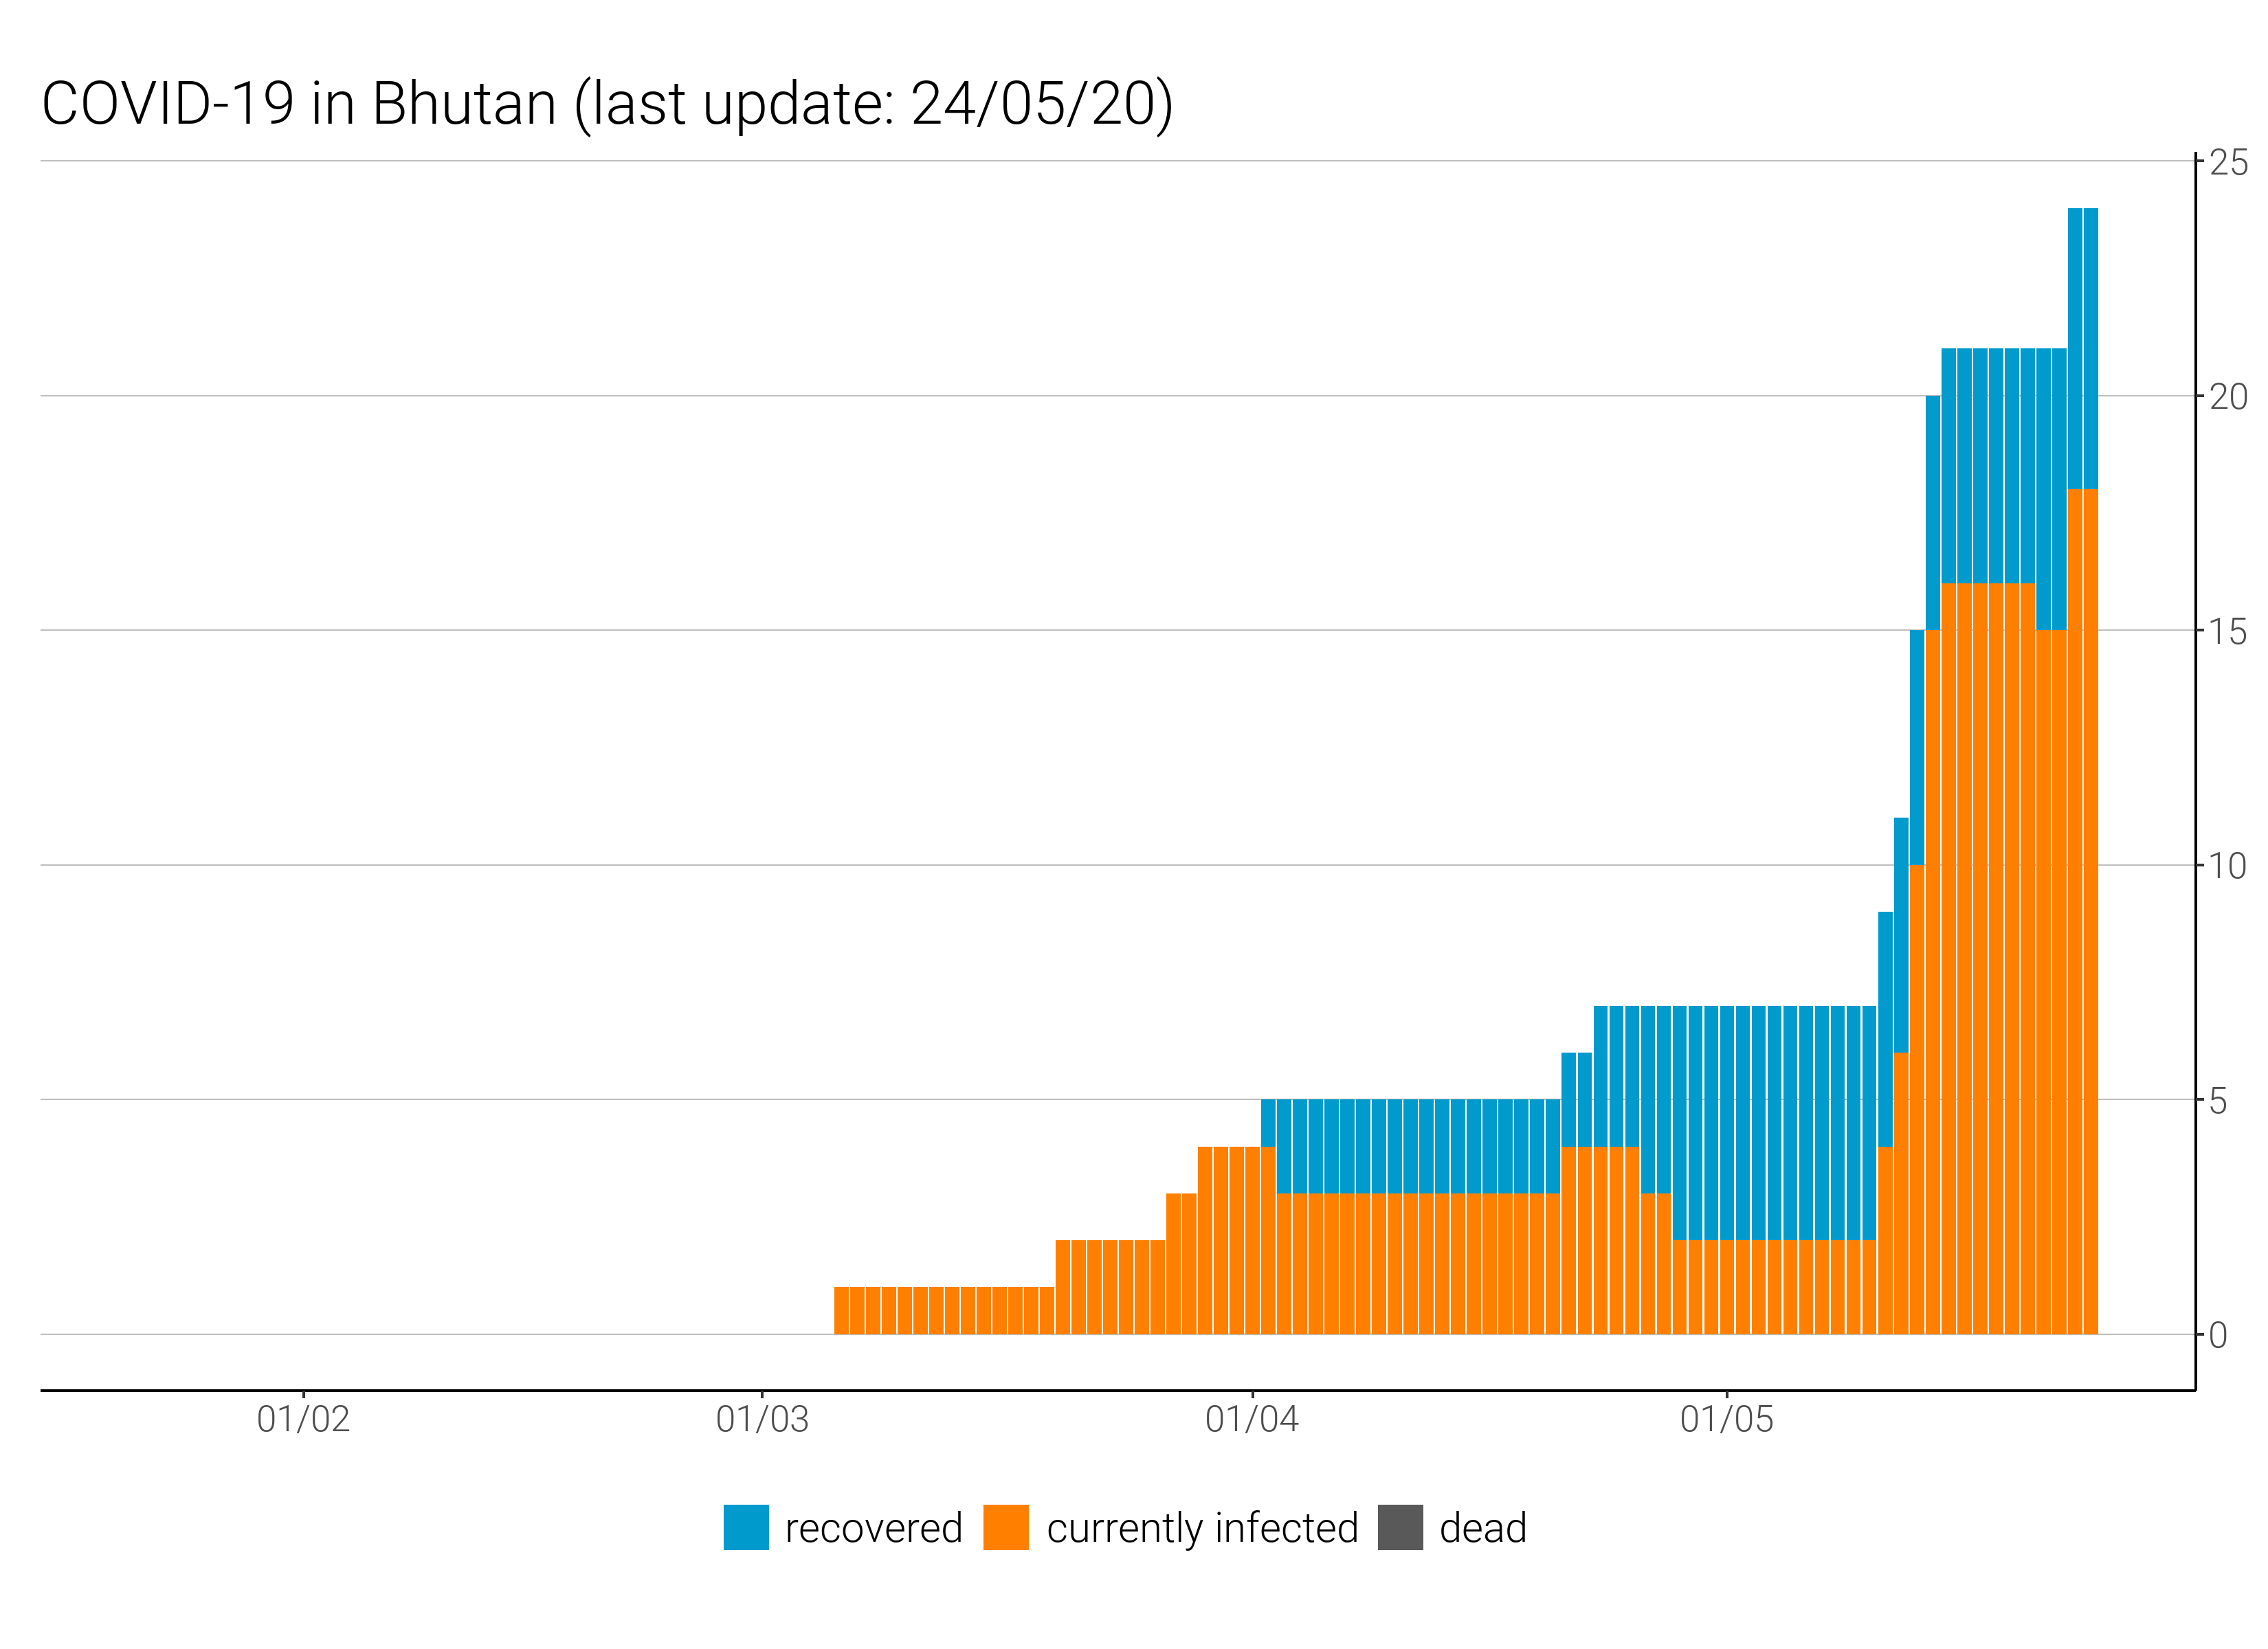 COVID-19 in Bhutan (last update: 24/05/20)
25
20
15
10
5
0
01/02 01/03 01/04 01/05
recovered currently infected dead